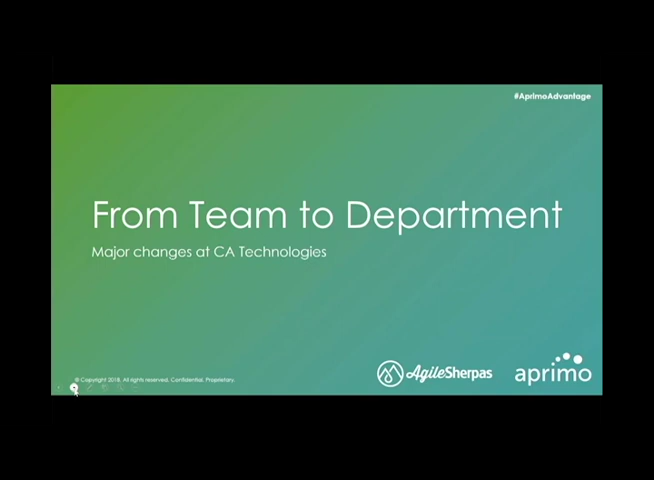 #AprimoAdvantage
From Team to Department
Major changes at CA Technologies
© Copyright 2018. All rights reserved. Confidential. Proprietary.
AgileSherpas
aprimo